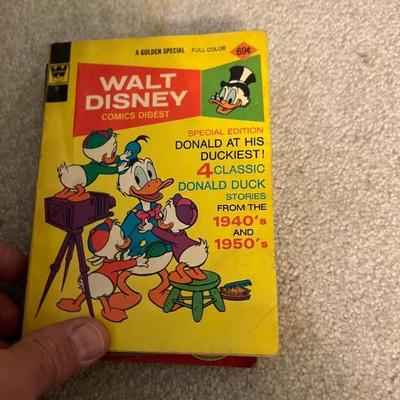 A GOLDEN SPECIAL FULL COLOR 69¢
WALT
DISNEY
COMICS DIGEST
SPECIAL EDITION
DONALD AT HIS
DUCKIEST!
4 CLASSIC
DONALD DUCK
STORIES
FROM THE
1940's
AND
1950's